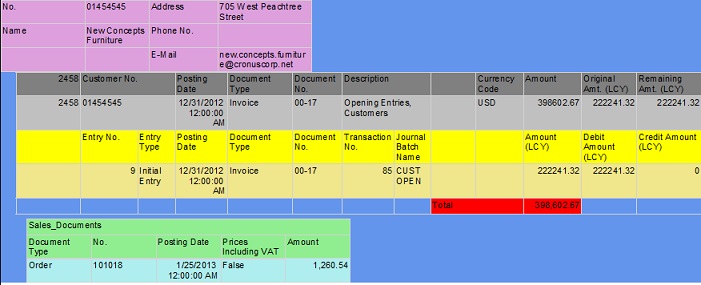 No. 01454545 Address 705 West Peachtree
Street
Name New Concepts Phone No.
Furniture
E-Mail new.concepts.furnitur
e@cronuscorp.net
2458 Customer No. Posting Document Document Description Currency Amount Original Remaining
Date Type No. Code Amt. (LCY) Amt. (LCY)
2458 01454545 12/31/2012 Invoice 00-17 Opening Entries, USD 398602.67 222241.32 222241.32
12:00:00 Customers
AM
Entry No. Entry Posting Document Document Transaction Journal Amount Debit Credit Amount
Type Date Type No. No. Batch (LCY) Amount (LCY)
Name (LCY)
9 Initial 12/31/2012 Invoice 00-17 85 CUST 222241.32 222241.32 0
Entry 12:00:00 OPEN
AM
Total 398,602.67
Sales_Documents
Document No. Posting Date Prices Amount
Type Including VAT
Order 101018 1/25/2013 False 1,260.54
12:00:00 AM